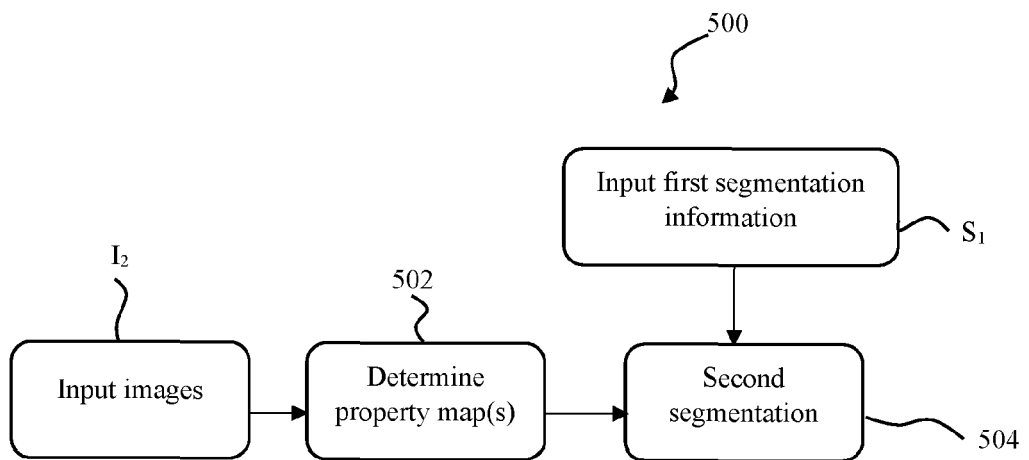 500
Input first segmentation
information
S₁
I₂
502
Input images
Determine
property map(s)
Second
segmentation
504